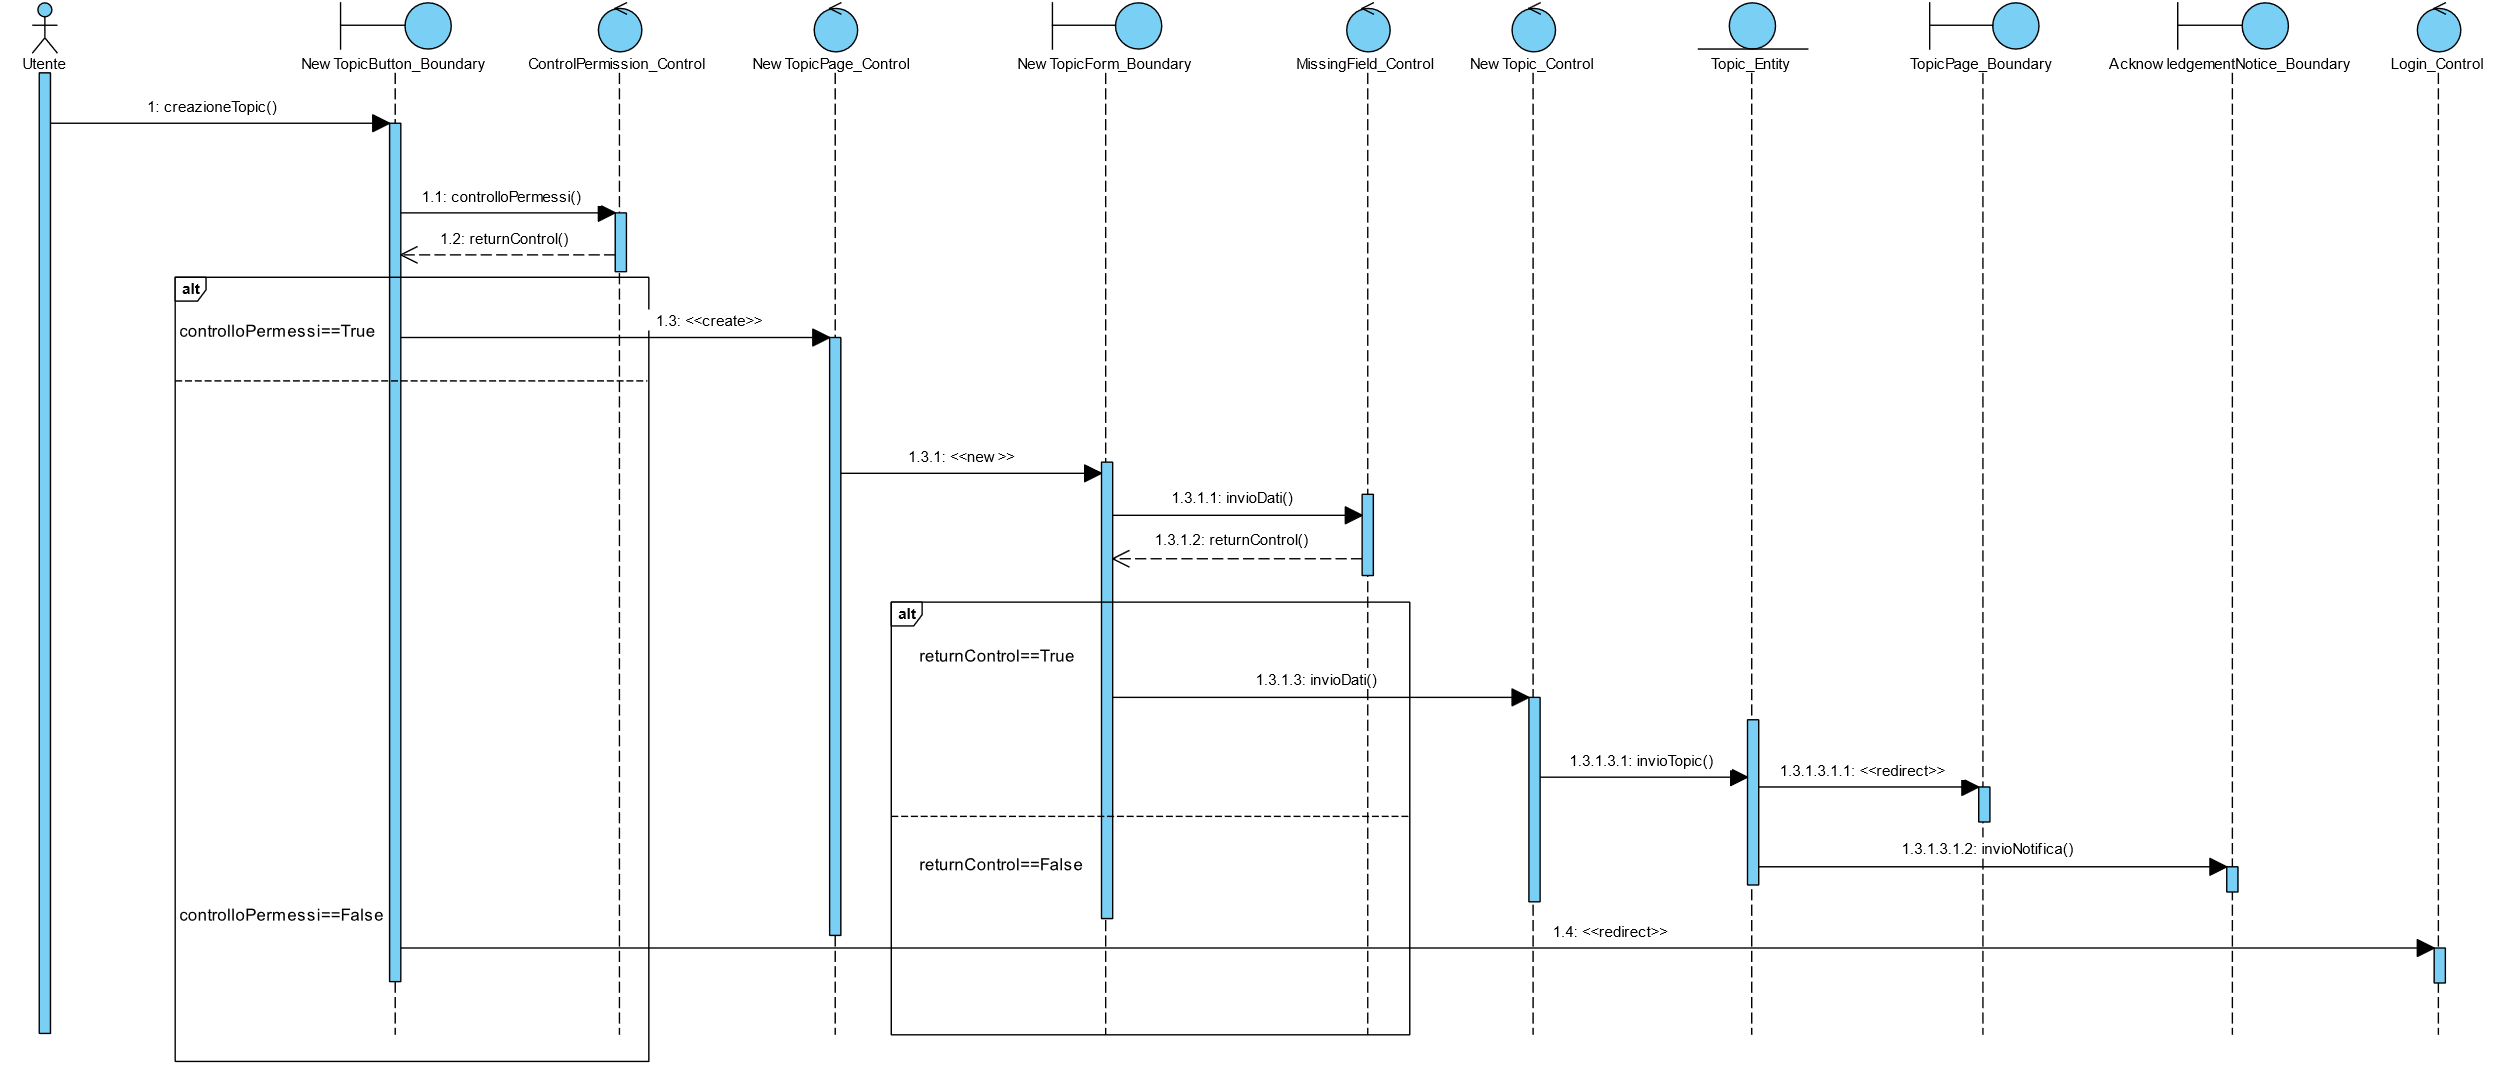 Utente
New TopicButton_Boundary
ControlPermission_Control
New TopicPage_Control
New TopicForm_Boundary
MissingField_Control
New Topic_Control
Topic_Entity
TopicPage_Boundary
Acknow ledgementNotice_Boundary
Login_Control
1: creazioneTopic()
1.1: controlloPermessi()
1.2: returnControl()
alt
controlloPermessi==True
1.3: <<create>>
1.3.1: <<new >>
1.3.1.1: invioDati()
1.3.1.2: returnControl()
alt
returnControl==True
1.3.1.3: invioDati()
1.3.1.3.1: invioTopic()
1.3.1.3.1.1: <<redirect>>
1.3.1.3.1.2: invioNotifica()
returnControl==False
controlloPermessi==False
1.4: <<redirect>>